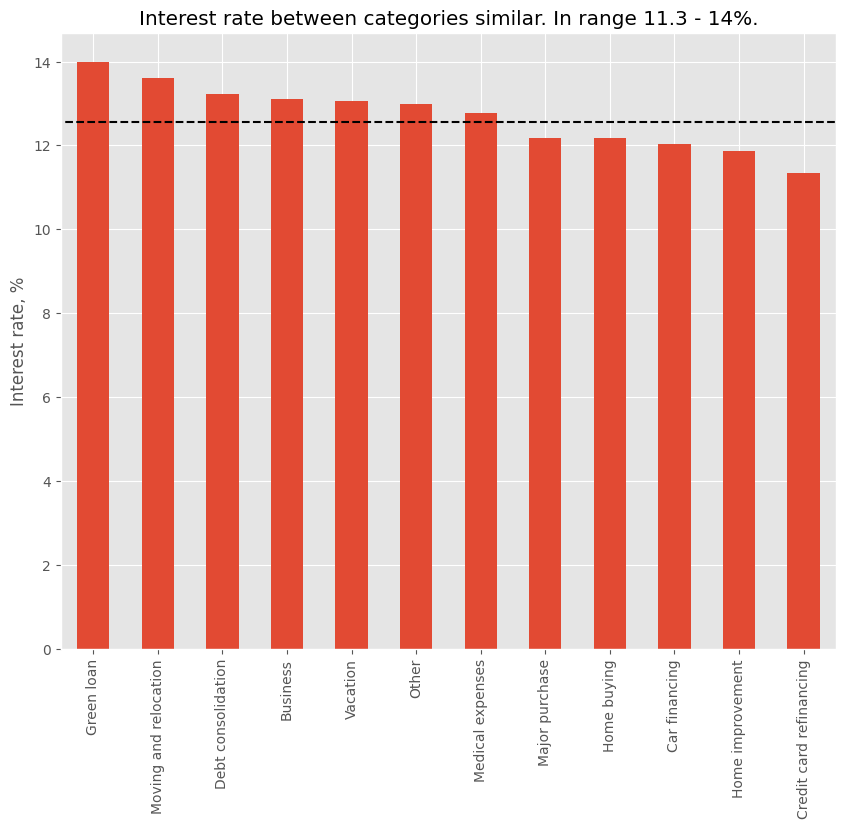 Interest rate between categories similar. In range 11.3 - 14%.
Interest rate, %
14
12
10
8
6
4
2
0
Green loan
Moving and relocation
Debt consolidation
Business
Vacation
Other
Medical expenses
Major purchase
Home buying
Car financing
Home improvement
Credit card refinancing